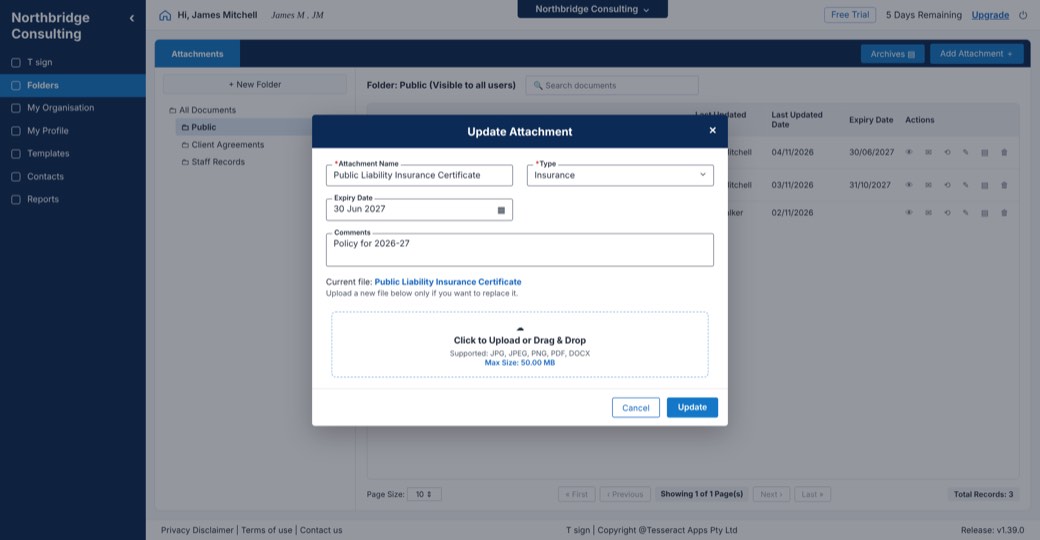 Northbridge Consulting
‹
T sign
Folders
My Organisation
My Profile
Templates
Contacts
Reports
Hi, James Mitchell
James M , JM
Northbridge Consulting
Free Trial
5 Days Remaining
Upgrade
Attachments
Archives
Add Attachment +
+ New Folder
All Documents
Public
Client Agreements
Staff Records
Folder: Public (Visible to all users)
Search documents
Last Updated Date
Expiry Date
Actions
04/11/2026
30/06/2027
03/11/2026
31/10/2027
02/11/2026
Update Attachment
×
*Attachment Name
Public Liability Insurance Certificate
*Type
Insurance
Expiry Date
30 Jun 2027
Comments
Policy for 2026-27
Current file: Public Liability Insurance Certificate
Upload a new file below only if you want to replace it.
Click to Upload or Drag & Drop
Supported: JPG, JPEG, PNG, PDF, DOCX
Max Size: 50.00 MB
Cancel
Update
Page Size: 10
« First
‹ Previous
Showing 1 of 1 Page(s)
Next ›
Last »
Total Records: 3
Privacy Disclaimer | Terms of use | Contact us
T sign | Copyright @Tesseract Apps Pty Ltd
Release: v1.39.0